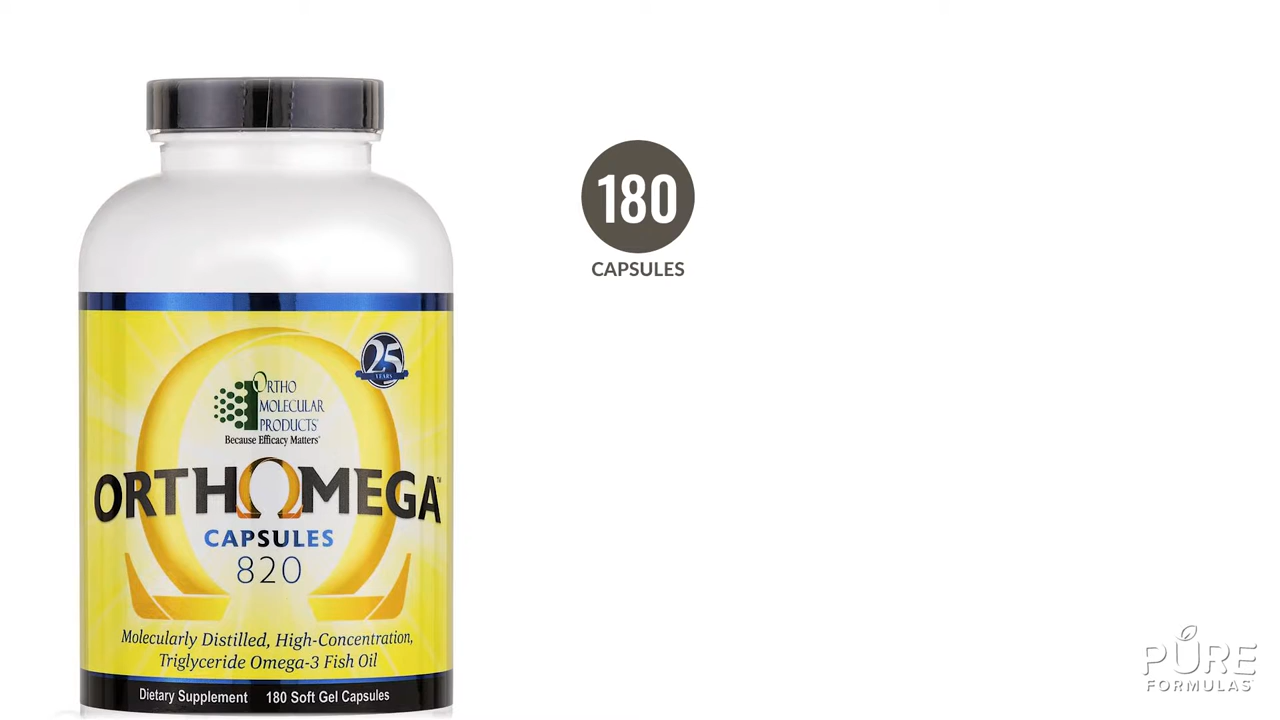 180
CAPSULES
25
YEARS
ORTHO
MOLECULAR
PRODUCTS
Because Efficacy Matters®
ORTHΩMEGA™
CAPSULES
820
Molecularly Distilled, High-Concentration,
Triglyceride Omega-3 Fish Oil
Dietary Supplement 180 Soft Gel Capsules
PURE
FORMULAS